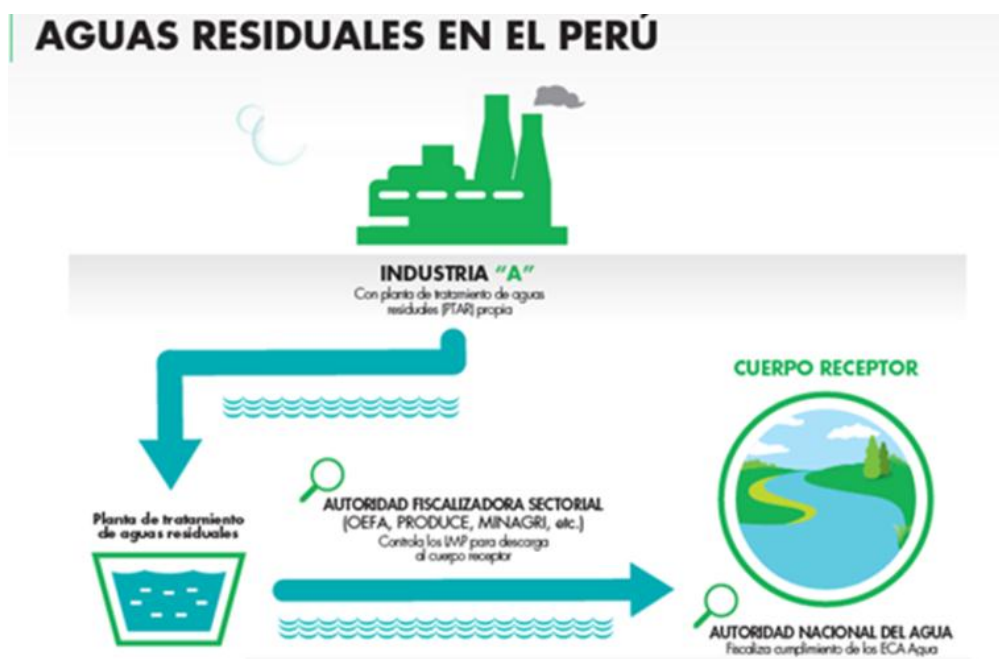 AGUAS RESIDUALES EN EL PERÚ
INDUSTRIA “A”
Con planta de tratamiento de aguas
residuales (PTAR) propia
CUERPO RECEPTOR
Planta de tratamiento
de aguas residuales
AUTORIDAD FISCALIZADORA SECTORIAL
(OEFA, PRODUCE, MINAGRI, etc.)
Controla los LMP para descarga
al cuerpo receptor
AUTORIDAD NACIONAL DEL AGUA
Fiscaliza cumplimiento de los ECA Agua